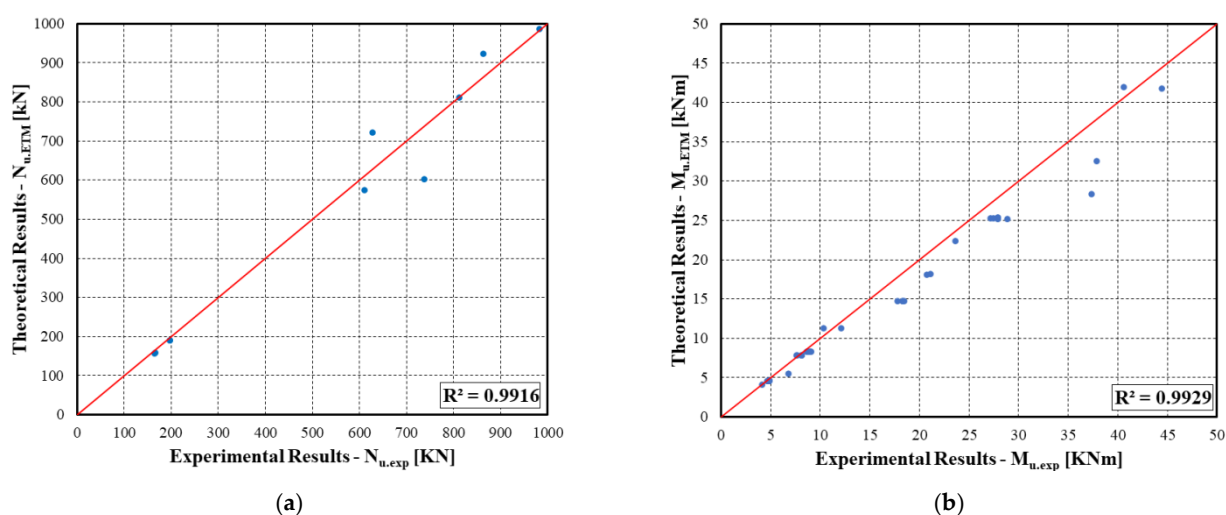 1000
900
800
700
600
500
400
300
200
100
0
Theoretical Results - Nu.ETM [kN]
R² = 0.9916
0 100 200 300 400 500 600 700 800 900 1000
Experimental Results - Nu.exp [KN]
(a)
50
45
40
35
30
25
20
15
10
5
0
Theoretical Results - Mu.ETM [kNm]
R² = 0.9929
0 5 10 15 20 25 30 35 40 45 50
Experimental Results - Mu.exp [KNm]
(b)